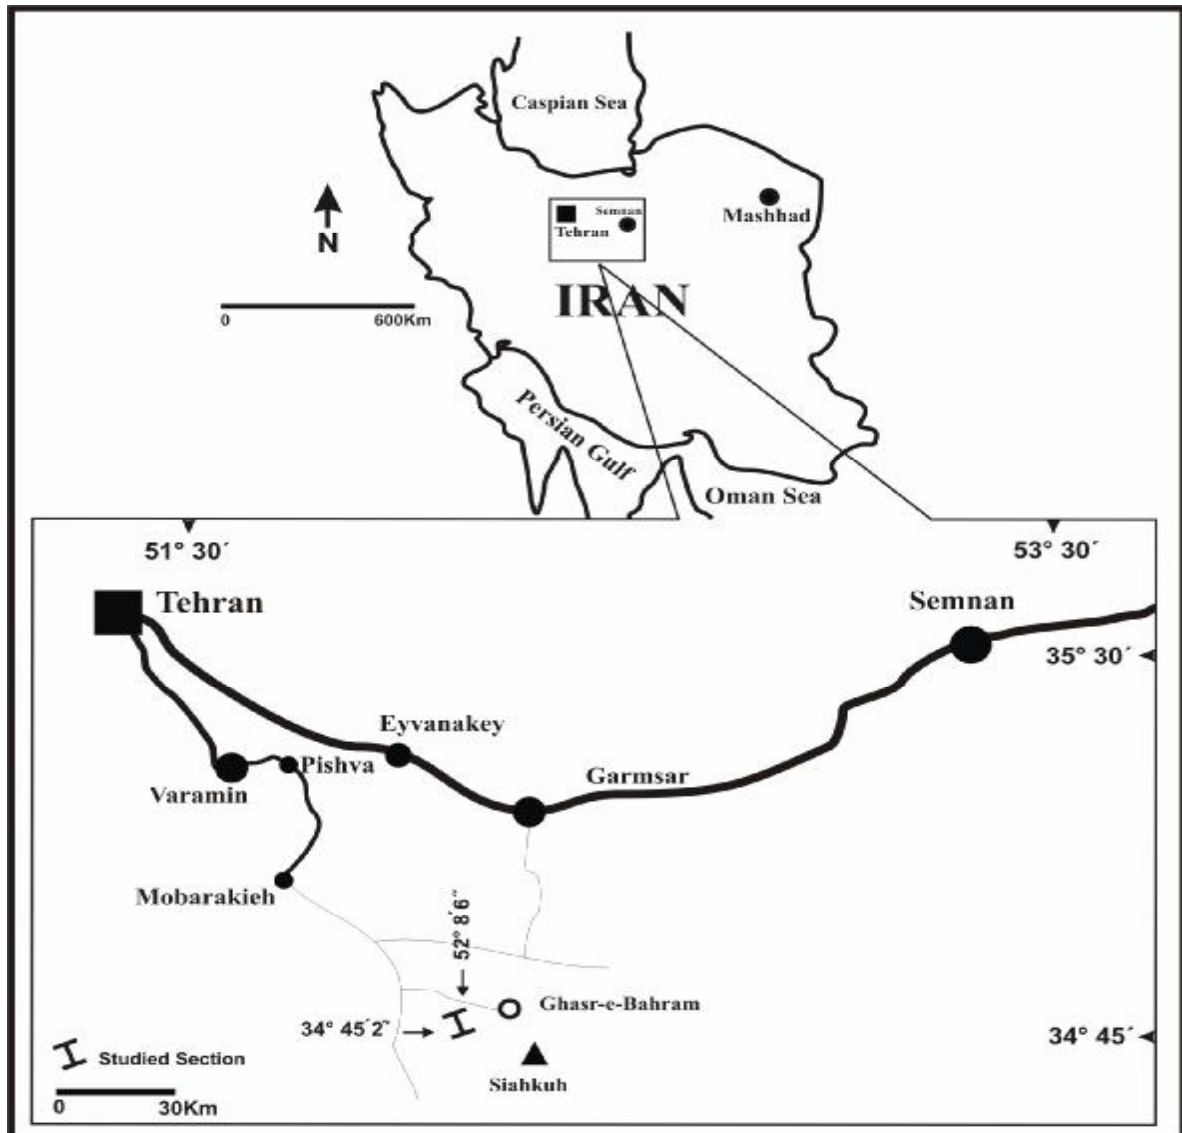 Caspian Sea
Semnan
Tehran
Mashhad
N
IRAN
0 600Km
Persian Gulf
Oman Sea
51° 30´ 53° 30´
Tehran
Semnan
35° 30´
Eyvanakey
Pishva
Garmsar
Varamin
Mobarakieh
52° 8´6˝
Ghasr-e-Bahram
34° 45´2˝
34° 45´
Studied Section
Siahkuh
0 30Km